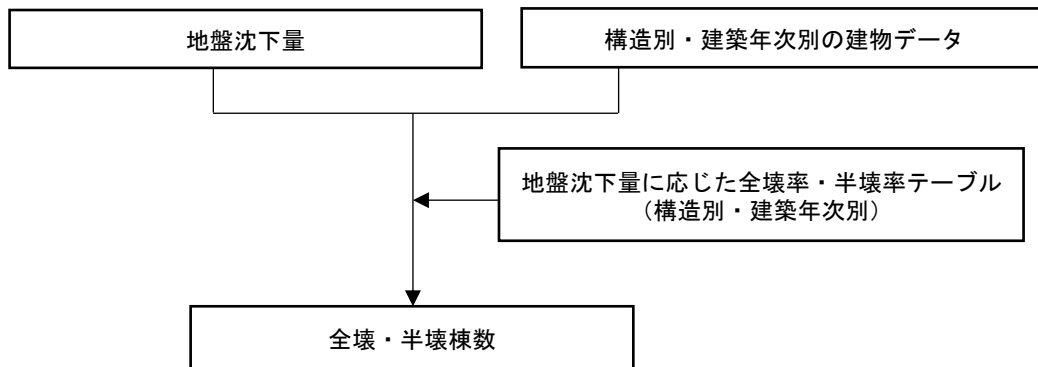 地盤沈下量
構造別・建築年次別の建物データ
地盤沈下量に応じた全壊率・半壊率テーブル
（構造別・建築年次別）
全壊・半壊棟数